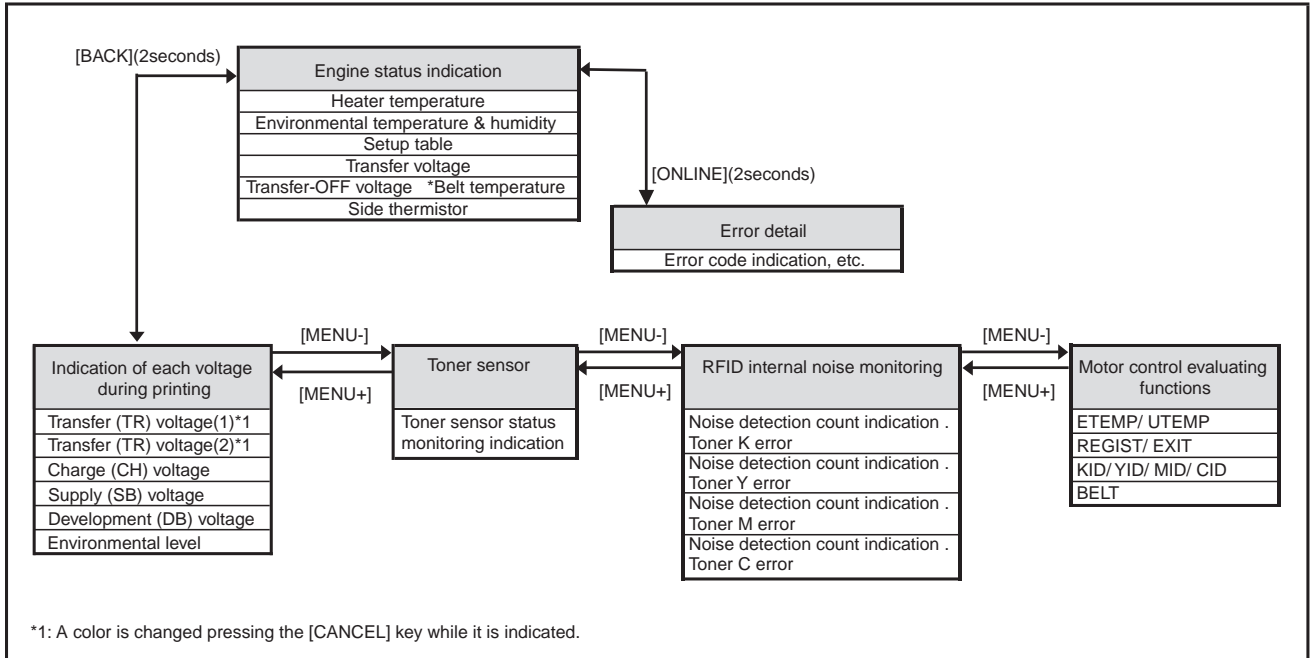 [BACK](2seconds)
Engine status indication
Heater temperature
Environmental temperature & humidity
Setup table
Transfer voltage
Transfer-OFF voltage *Belt temperature
Side thermistor
[ONLINE](2seconds)
Error detail
Error code indication, etc.
Indication of each voltage
during printing
Transfer (TR) voltage(1)*1
Transfer (TR) voltage(2)*1
Charge (CH) voltage
Supply (SB) voltage
Development (DB) voltage
Environmental level
[MENU-]
[MENU+]
Toner sensor
Toner sensor status
monitoring indication
[MENU-]
[MENU+]
RFID internal noise monitoring
Noise detection count indication .
Toner K error
Noise detection count indication .
Toner Y error
Noise detection count indication .
Toner M error
Noise detection count indication .
Toner C error
[MENU-]
[MENU+]
Motor control evaluating
functions
ETEMP/ UTEMP
REGIST/ EXIT
KID/ YID/ MID/ CID
BELT
*1: A color is changed pressing the [CANCEL] key while it is indicated.